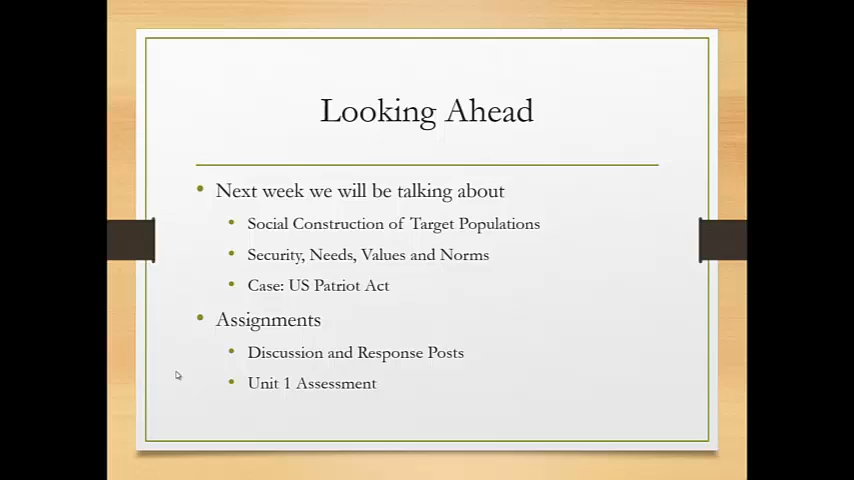 Looking Ahead
• Next week we will be talking about
• Social Construction of Target Populations
• Security, Needs, Values and Norms
• Case: US Patriot Act
• Assignments
• Discussion and Response Posts
• Unit 1 Assessment